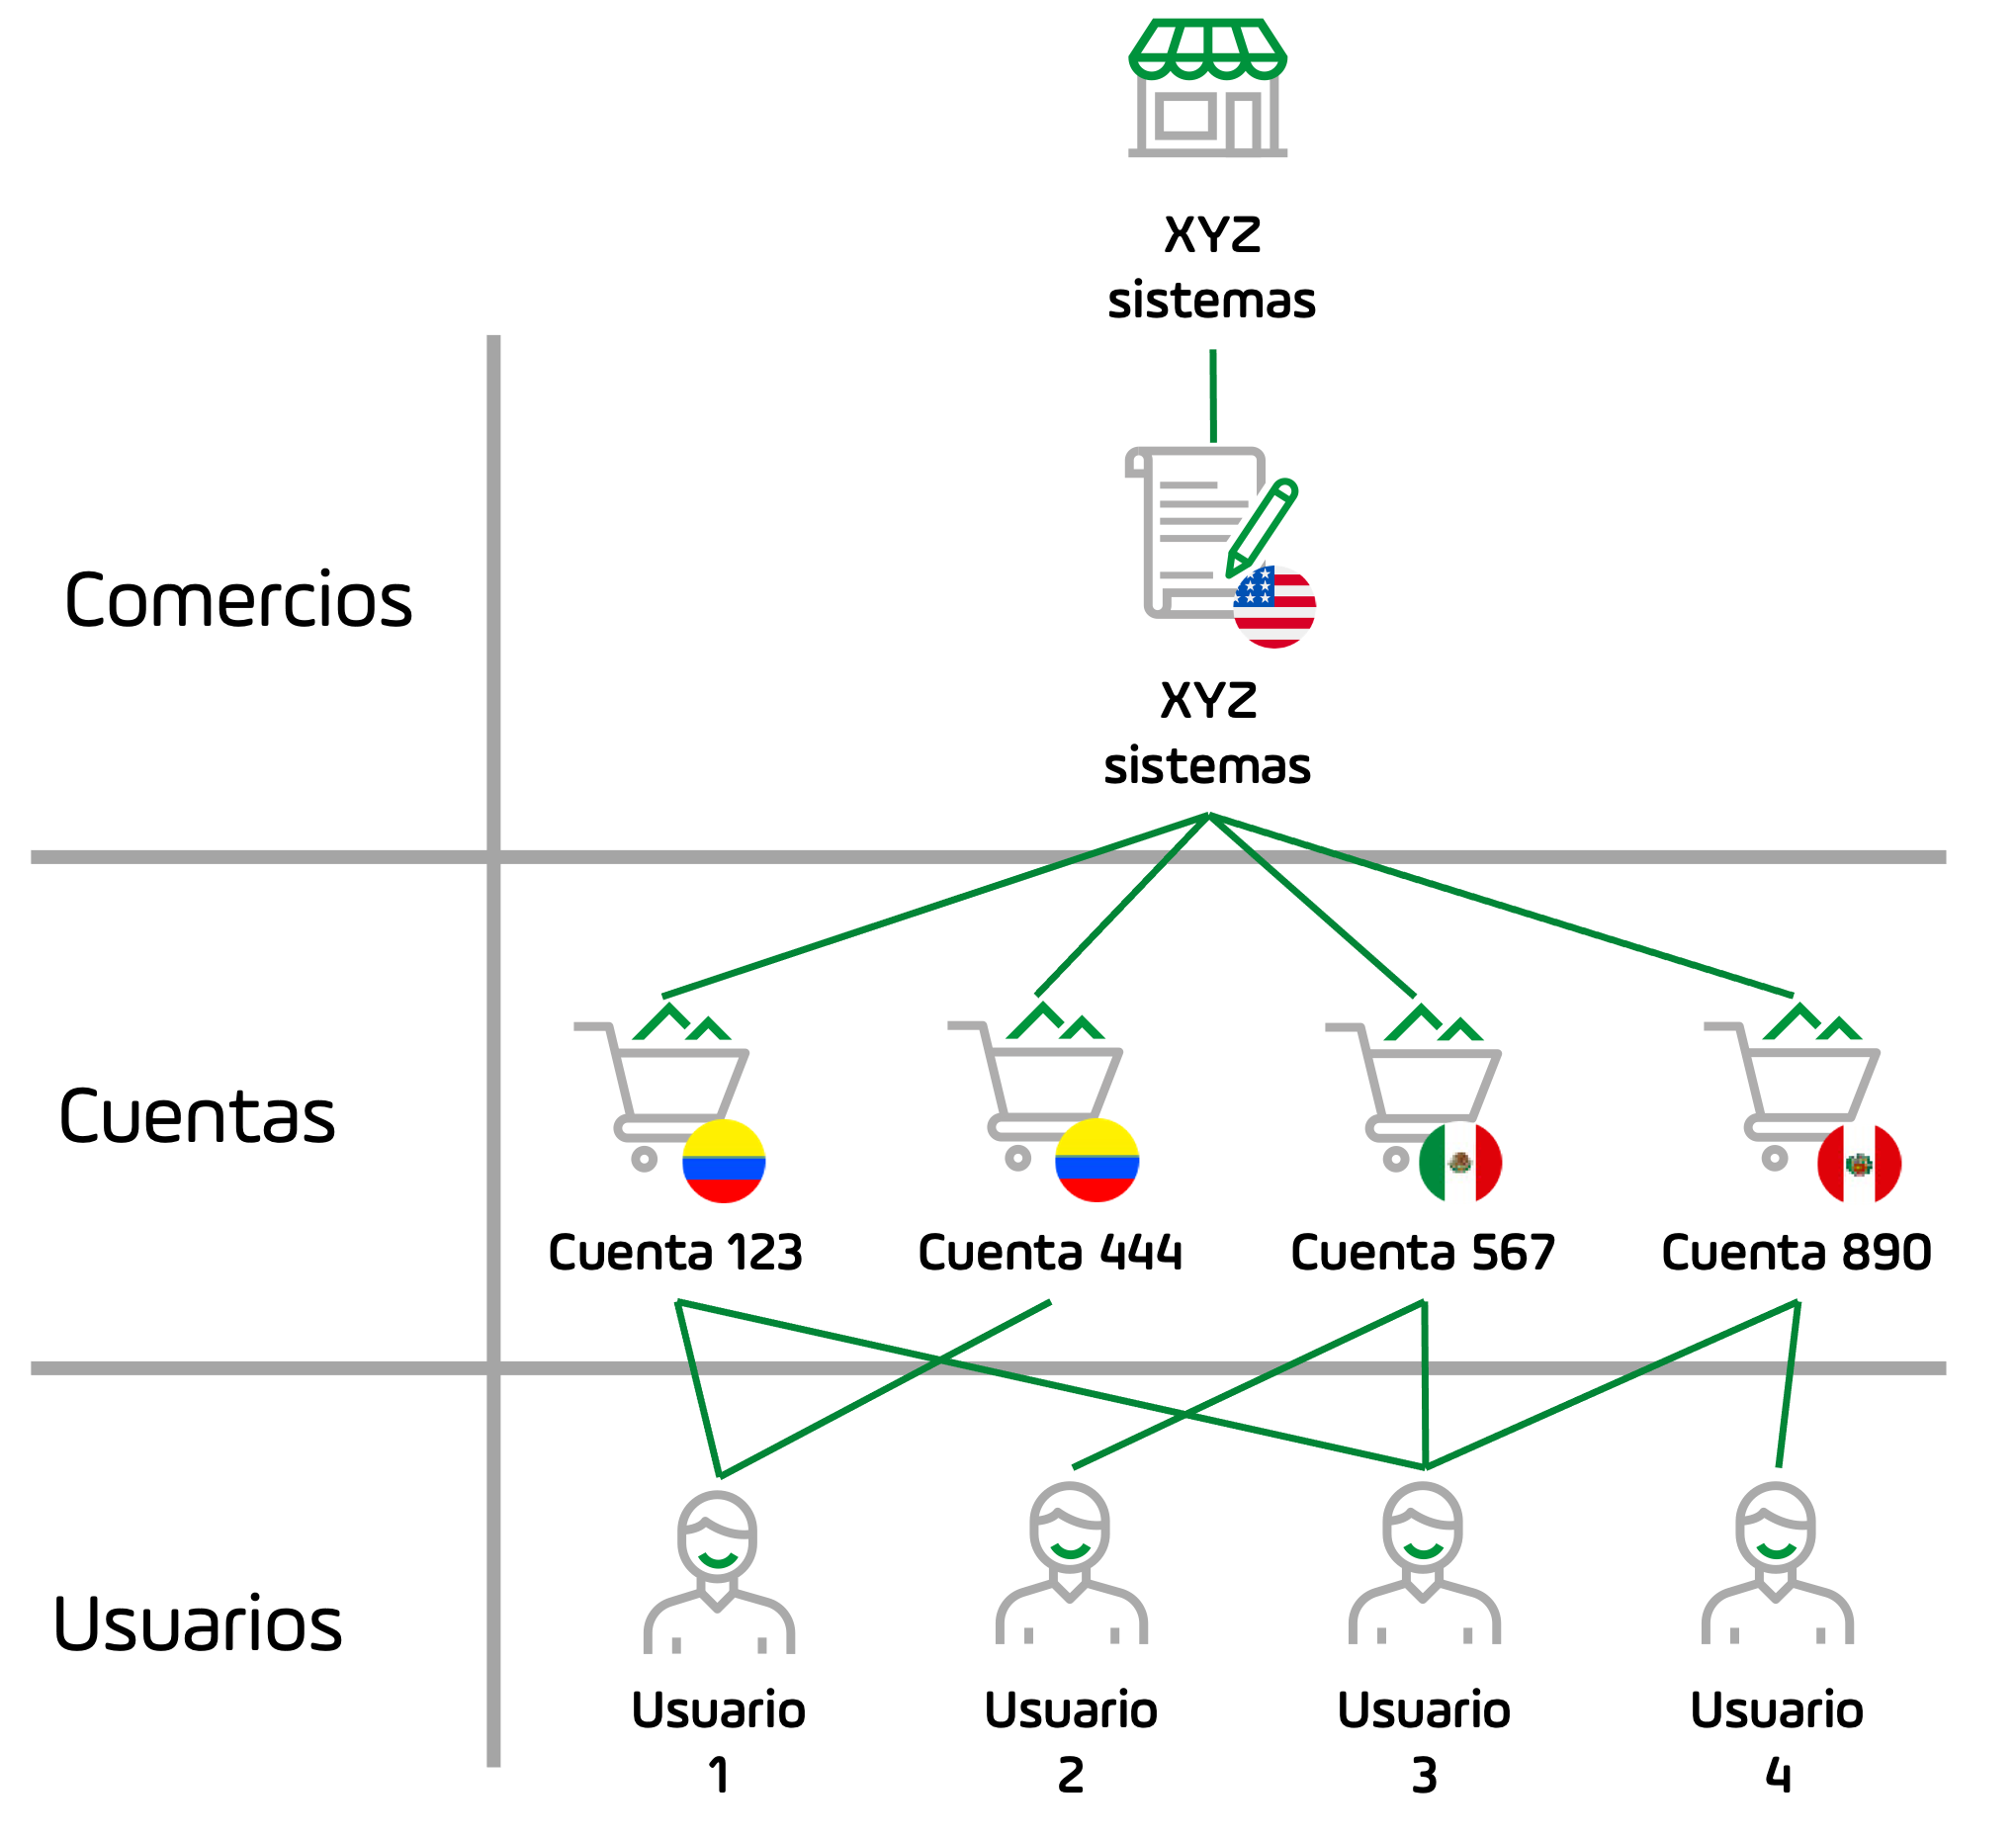 XYZ
sistemas
Comercios
XYZ
sistemas
Cuentas
Cuenta 123
Cuenta 444
Cuenta 567
Cuenta 890
Usuarios
Usuario
1
Usuario
2
Usuario
3
Usuario
4